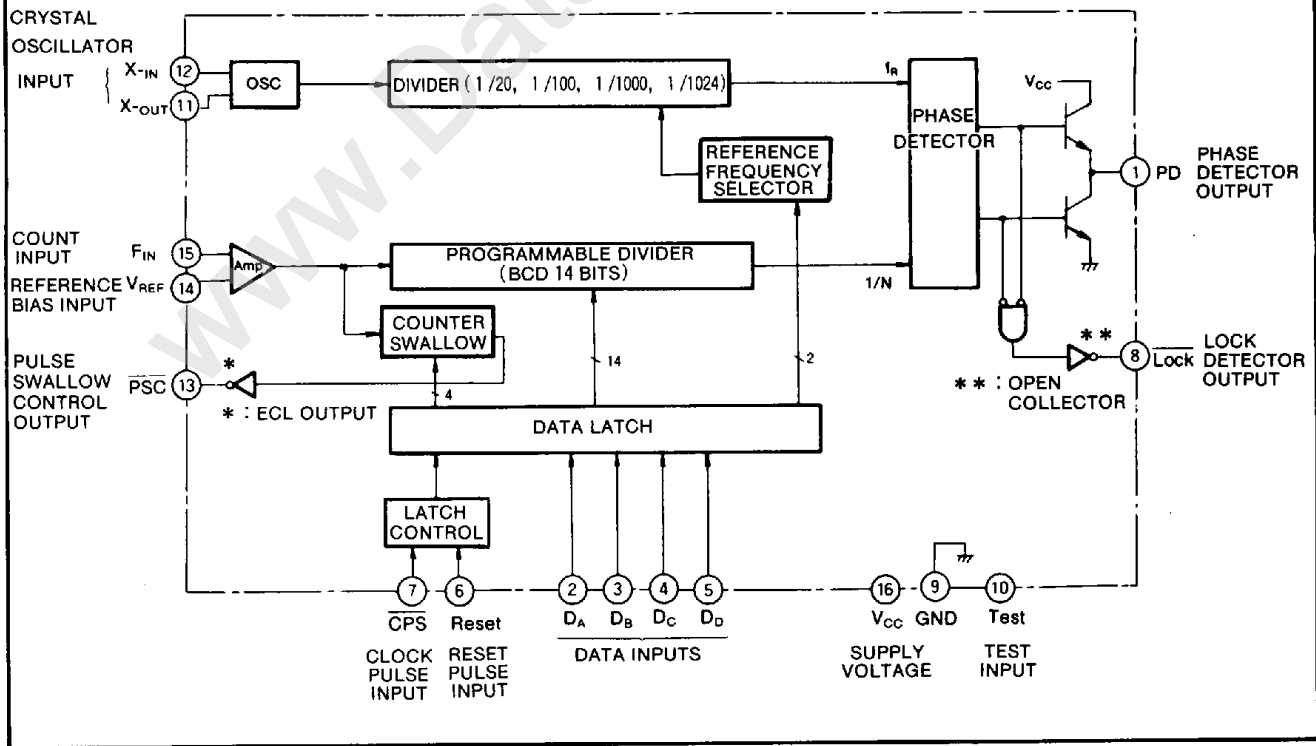 CRYSTAL
OSCILLATOR
INPUT
X-IN
12
X-OUT
11
OSC
DIVIDER ( 1/20, 1/100, 1/1000, 1/1024)
fR
PHASE
DETECTOR
VCC
REFERENCE
FREQUENCY
SELECTOR
1
PD
PHASE
DETECTOR
OUTPUT
COUNT
INPUT
FIN
15
REFERENCE
BIAS INPUT
VREF
14
Amp
PROGRAMMABLE DIVIDER
(BCD 14 BITS)
1/N
COUNTER
SWALLOW
PULSE
SWALLOW
CONTROL
OUTPUT
PSC
13
*
* : ECL OUTPUT
4
14
2
**
8
Lock
LOCK
DETECTOR
OUTPUT
** : OPEN
COLLECTOR
DATA LATCH
LATCH
CONTROL
7
6
2
3
4
5
16
9
10
CPS
Reset
DA
DB
DC
DD
VCC
GND
Test
CLOCK
PULSE
INPUT
RESET
PULSE
INPUT
DATA INPUTS
SUPPLY
VOLTAGE
TEST
INPUT
www.Dat